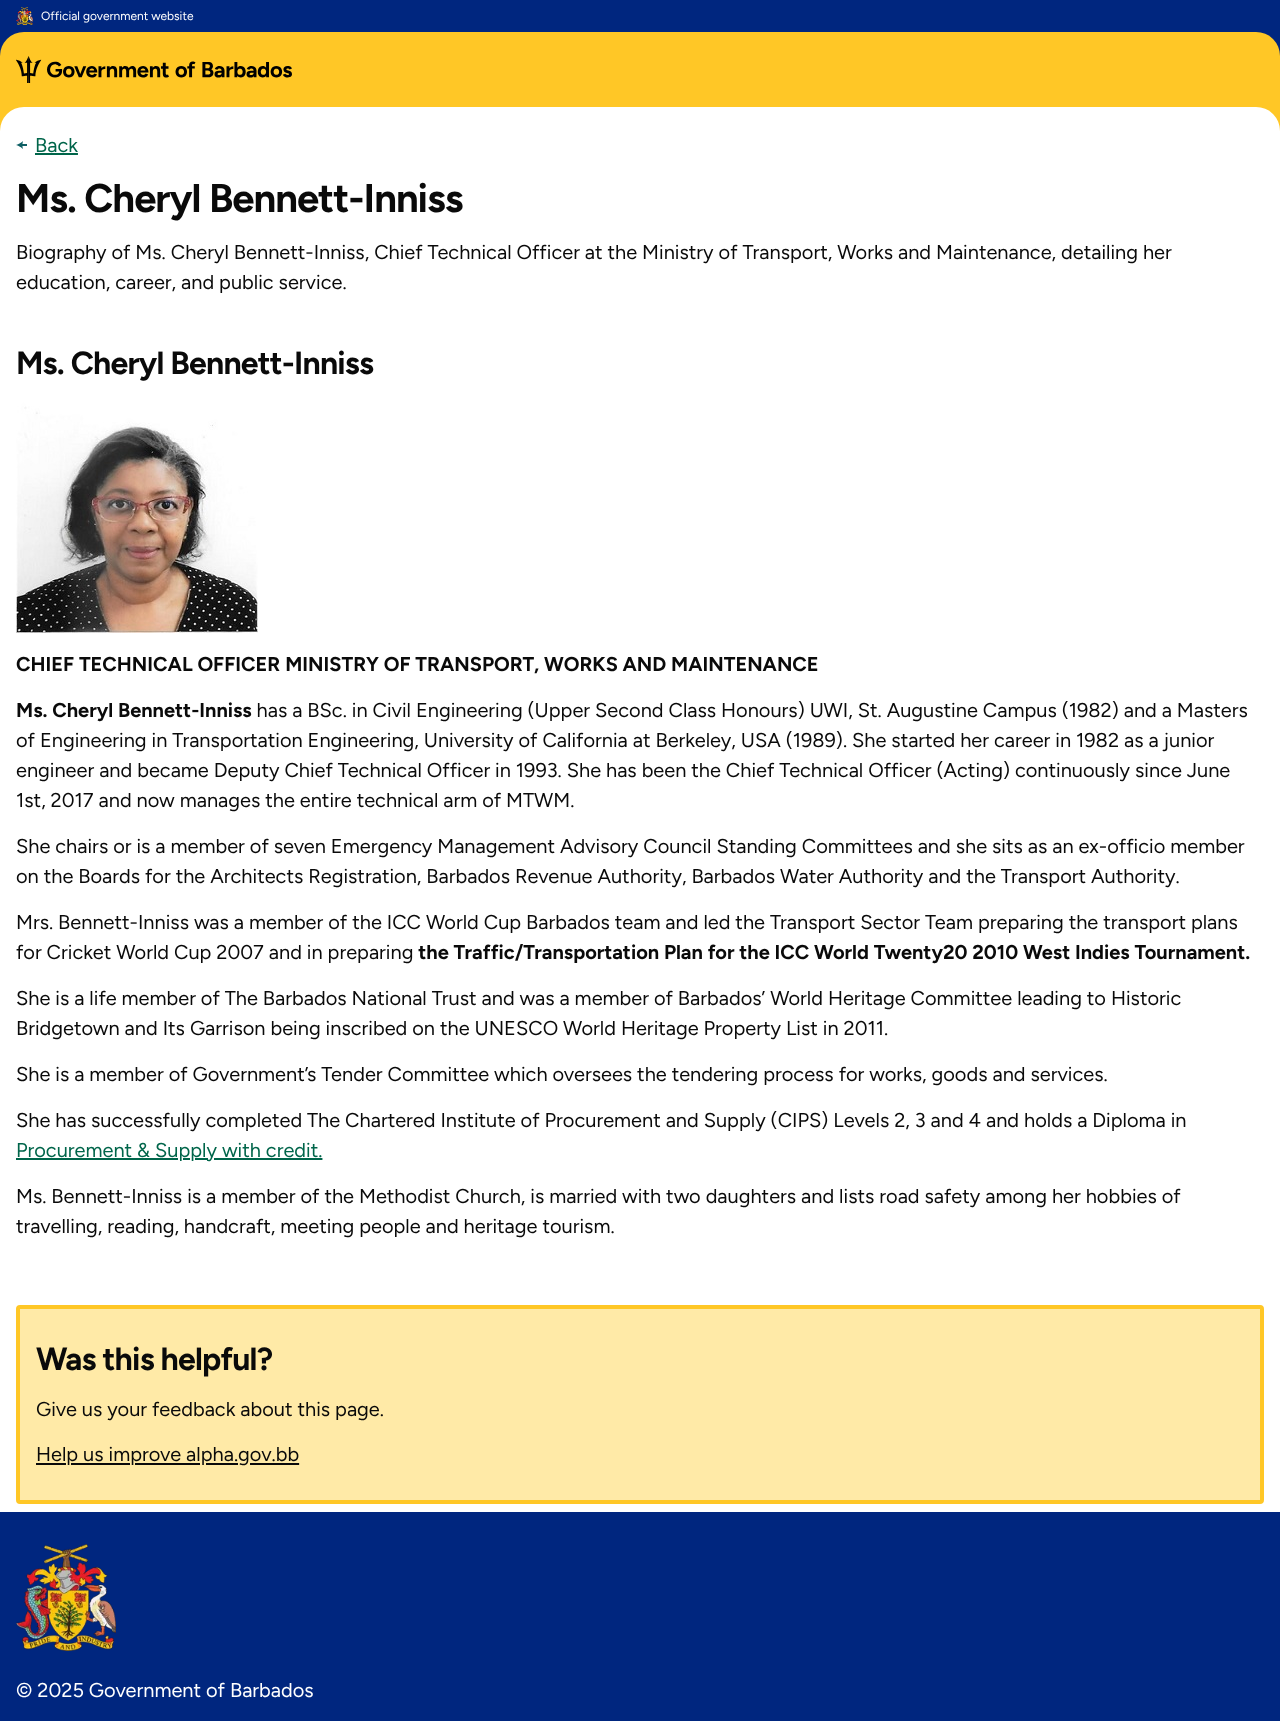 Official government website
Government of Barbados
Back
Ms. Cheryl Bennett-Inniss
Biography of Ms. Cheryl Bennett-Inniss, Chief Technical Officer at the Ministry of Transport, Works and Maintenance, detailing her
education, career, and public service.
Ms. Cheryl Bennett-Inniss
CHIEF TECHNICAL OFFICER MINISTRY OF TRANSPORT, WORKS AND MAINTENANCE
Ms. Cheryl Bennett-Inniss has a BSc. in Civil Engineering (Upper Second Class Honours) UWI, St. Augustine Campus (1982) and a Masters
of Engineering in Transportation Engineering, University of California at Berkeley, USA (1989). She started her career in 1982 as a junior
engineer and became Deputy Chief Technical Officer in 1993. She has been the Chief Technical Officer (Acting) continuously since June
1st, 2017 and now manages the entire technical arm of MTWM.
She chairs or is a member of seven Emergency Management Advisory Council Standing Committees and she sits as an ex-officio member
on the Boards for the Architects Registration, Barbados Revenue Authority, Barbados Water Authority and the Transport Authority.
Mrs. Bennett-Inniss was a member of the ICC World Cup Barbados team and led the Transport Sector Team preparing the transport plans
for Cricket World Cup 2007 and in preparing the Traffic/Transportation Plan for the ICC World Twenty20 2010 West Indies Tournament.
She is a life member of The Barbados National Trust and was a member of Barbados’ World Heritage Committee leading to Historic
Bridgetown and Its Garrison being inscribed on the UNESCO World Heritage Property List in 2011.
She is a member of Government’s Tender Committee which oversees the tendering process for works, goods and services.
She has successfully completed The Chartered Institute of Procurement and Supply (CIPS) Levels 2, 3 and 4 and holds a Diploma in
Procurement & Supply with credit.
Ms. Bennett-Inniss is a member of the Methodist Church, is married with two daughters and lists road safety among her hobbies of
travelling, reading, handcraft, meeting people and heritage tourism.
Was this helpful?
Give us your feedback about this page.
Help us improve alpha.gov.bb
PRIDE AND INDUSTRY
© 2025 Government of Barbados